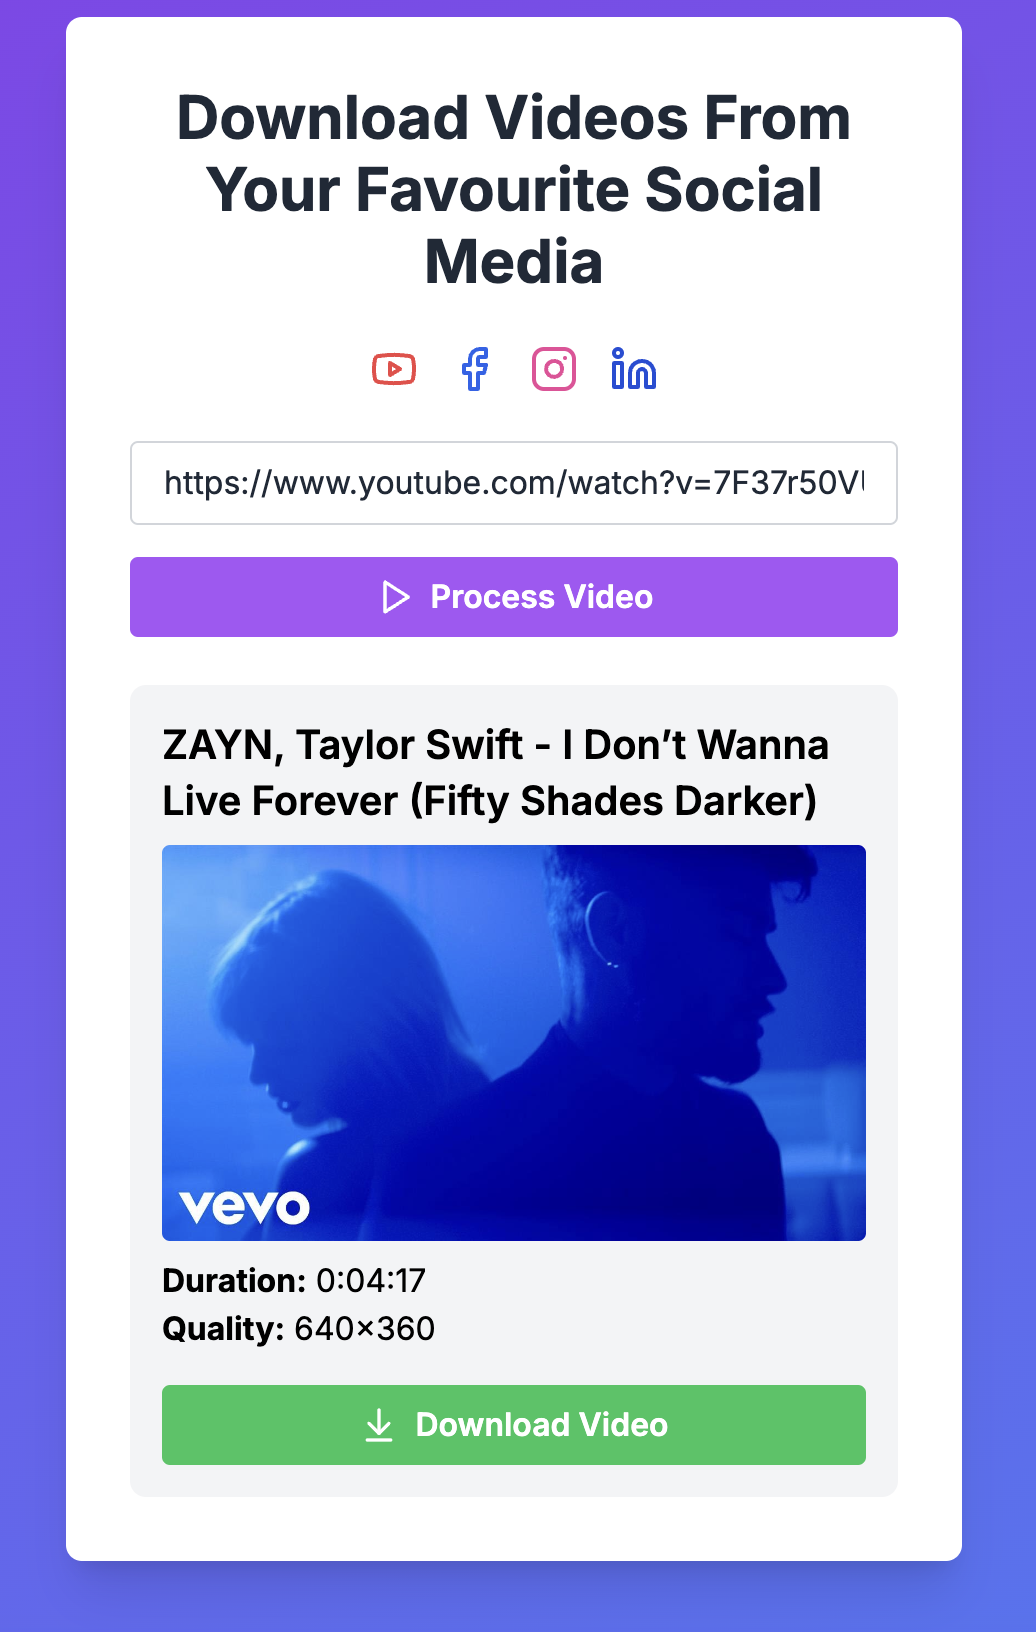 Download Videos From
Your Favourite Social
Media
https://www.youtube.com/watch?v=7F37r50V
Process Video
ZAYN, Taylor Swift - I Don’t Wanna
Live Forever (Fifty Shades Darker)
vevo
Duration: 0:04:17
Quality: 640×360
Download Video